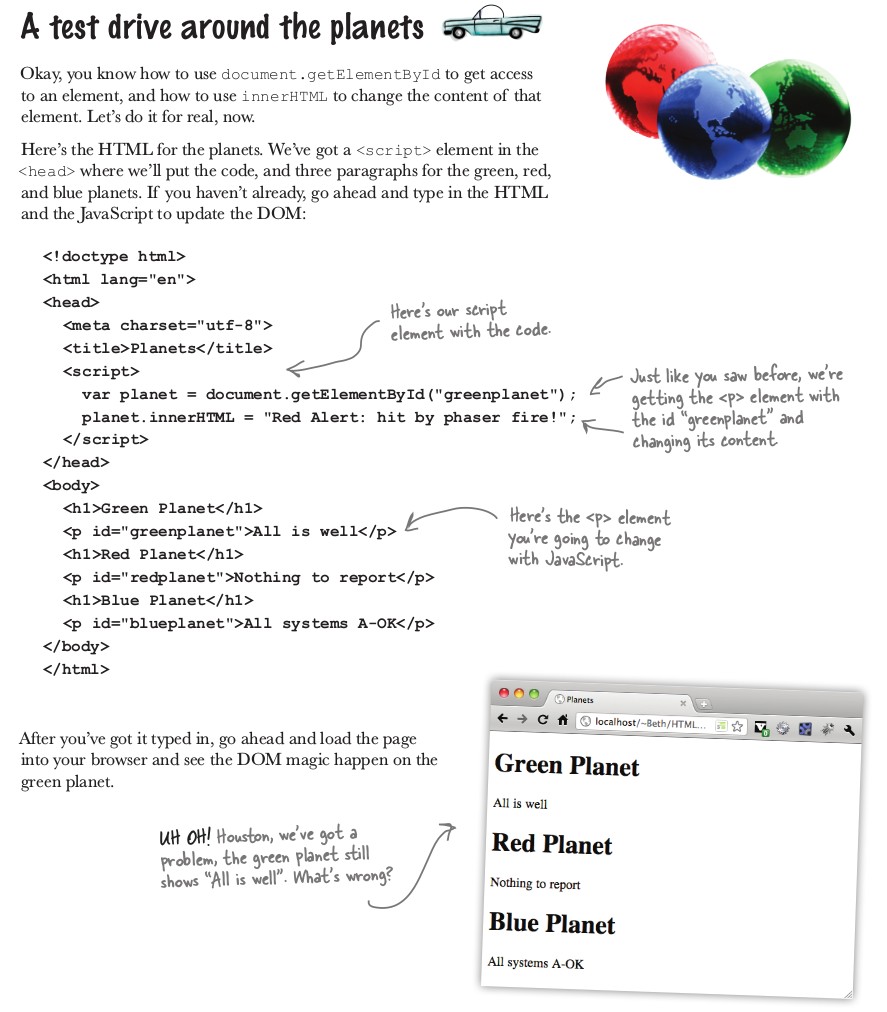 A test drive around the planets
Okay, you know how to use document.getElementById to get access
to an element, and how to use innerHTML to change the content of that
element. Let's do it for real, now.
Here's the HTML for the planets. We've got a <script> element in the
<head> where we'll put the code, and three paragraphs for the green, red,
and blue planets. If you haven't already, go ahead and type in the HTML
and the JavaScript to update the DOM:
<!doctype html>
<html lang="en">
<head>
<meta charset="utf-8">
<title>Planets</title>
<script>
var planet = document.getElementById("greenplanet");
planet.innerHTML = "Red Alert: hit by phaser fire!";
</script>
</head>
<body>
<h1>Green Planet</h1>
<p id="greenplanet">All is well</p>
<h1>Red Planet</h1>
<p id="redplanet">Nothing to report</p>
<h1>Blue Planet</h1>
<p id="blueplanet">All systems A-OK</p>
</body>
</html>
Here's our script
element with the code.
Just like you saw before, we're
getting the <p> element with
the id "greenplanet" and
changing its content
Here's the <p> element
you're going to change
with JavaScript.
After you've got it typed in, go ahead and load the page
into your browser and see the DOM magic happen on the
green planet.
UH OH! Houston, we've got a
problem, the green planet still
shows "All is well". What's wrong?
Planets
localhost/~Beth/HTML...
Green Planet
All is well
Red Planet
Nothing to report
Blue Planet
All systems A-OK